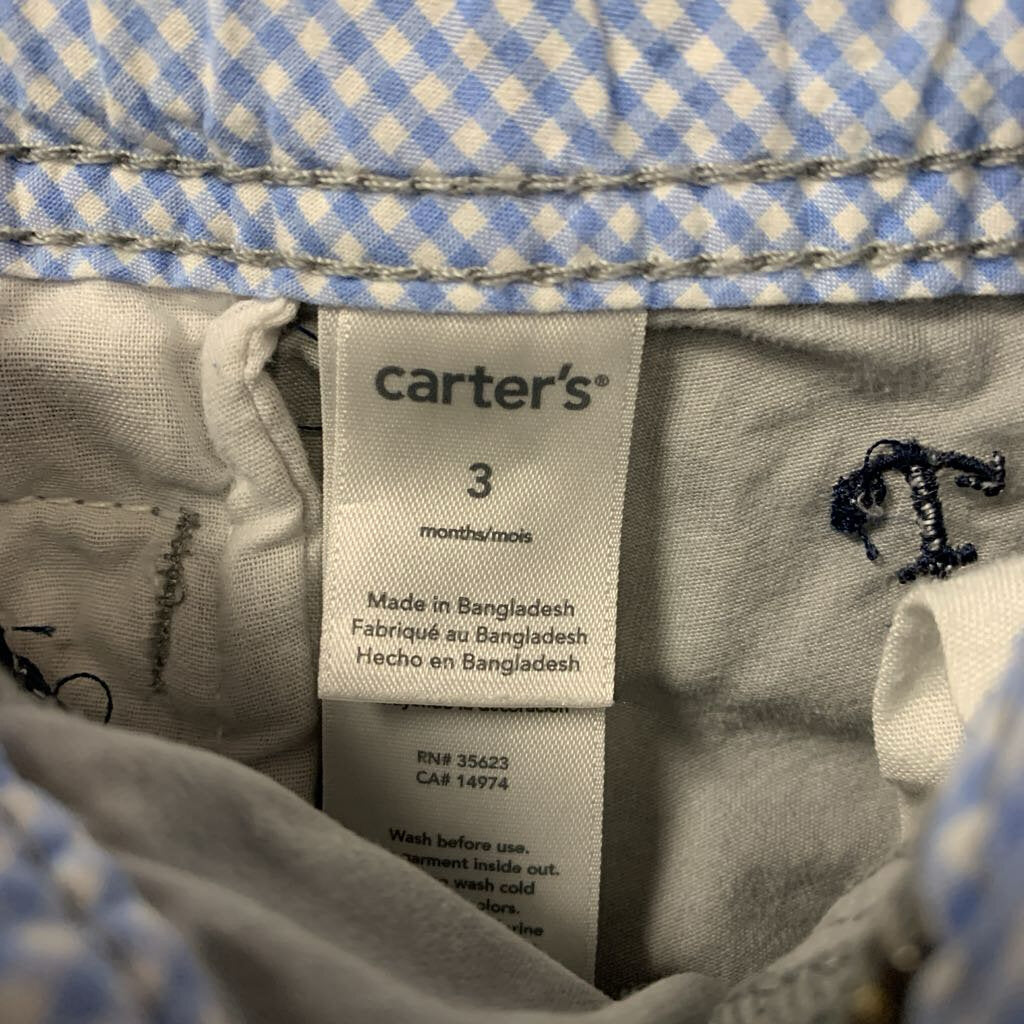 carter's®
3
months/mois
Made in Bangladesh
Fabriqué au Bangladesh
Hecho en Bangladesh
RN# 35623
CA# 14974
Wash before use.
garment inside out.
wash cold
colors.